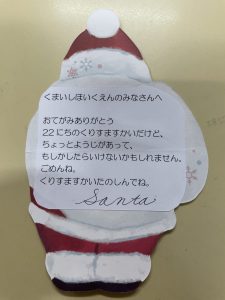 くまいしほいくえんのみなさんへ
おてがみありがとう
22にちのくりすますかいだけど、
ちょっとようじがあって、
もしかしたらいけないかもしれません。
ごめんね。
くりすますかいたのしんでね。
Santa